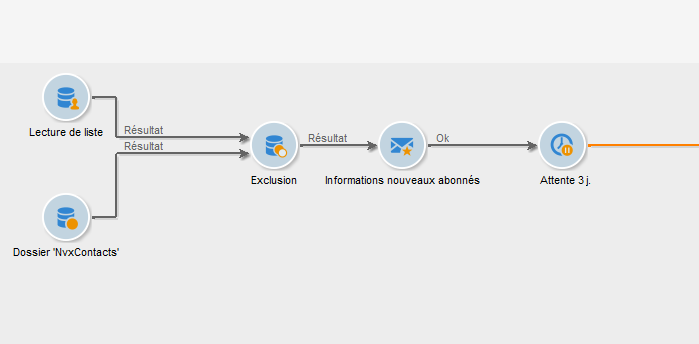 Lecture de liste
Résultat
Résultat
Dossier 'NvxContacts'
Exclusion
Résultat
Informations nouveaux abonnés
Ok
Attente 3 j.